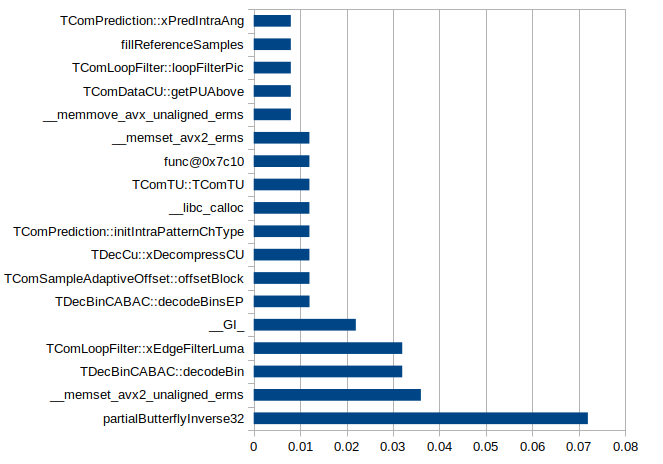 TComPrediction::xPredIntraAng
fillReferenceSamples
TComLoopFilter::loopFilterPic
TComDataCU::getPUAbove
__memmove_avx_unaligned_erms
__memset_avx2_erms
func@0x7c10
TComTU::TComTU
__libc_calloc
TComPrediction::initIntraPatternChType
TDecCu::xDecompressCU
TComSampleAdaptiveOffset::offsetBlock
TDecBinCABAC::decodeBinsEP
__GI_
TComLoopFilter::xEdgeFilterLuma
TDecBinCABAC::decodeBin
__memset_avx2_unaligned_erms
partialButterflyInverse32
0 0.01 0.02 0.03 0.04 0.05 0.06 0.07 0.08